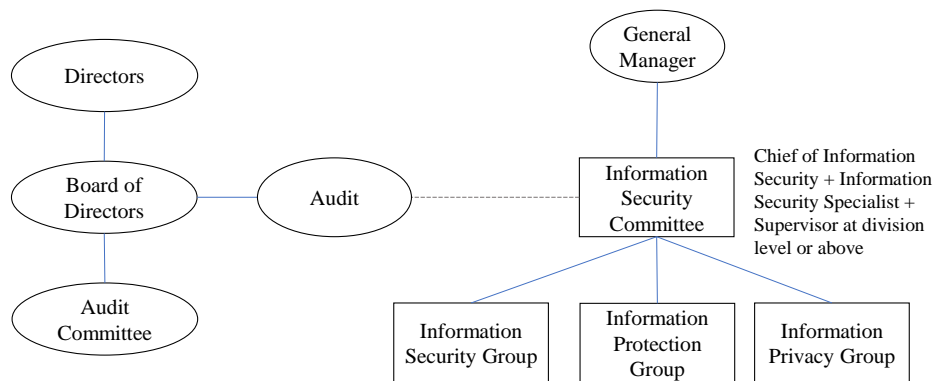 General
Manager
Directors
Board of
Directors
Audit
Information
Security
Committee
Chief of Information
Security + Information
Security Specialist +
Supervisor at division
level or above
Audit
Committee
Information
Security Group
Information
Protection
Group
Information
Privacy Group